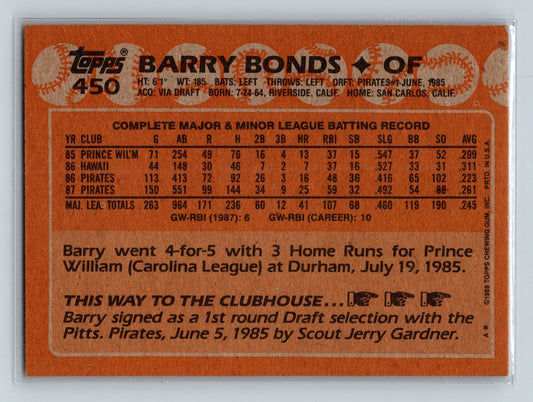 Topps®
450
BARRY BONDS ✦ OF
HT: 6'1" WT: 185 BATS: LEFT THROWS: LEFT DRFT: PIRATES #1-JUNE, 1985
ACQ: VIA DRAFT BORN: 7-24-64, RIVERSIDE, CALIF. HOME: SAN CARLOS, CALIF.
COMPLETE MAJOR & MINOR LEAGUE BATTING RECORD
YR CLUB G AB R H 2B 3B HR RBI SB SLG BB SO AVG
85 PRINCE WIL'M 71 254 49 76 16 4 13 37 15 .547 37 52 .299
86 HAWAII 44 148 30 46 7 2 7 37 16 .527 33 31 .311
86 PIRATES 113 413 72 92 26 3 16 48 36 .416 65 102 .223
87 PIRATES 150 551 99 144 34 9 25 59 32 .492 54 88 .261
MAJ. LEA. TOTALS 263 964 171 236 60 12 41 107 68 .460 119 190 .245
GW-RBI (1987): 6 GW-RBI (CAREER): 10
Barry went 4-for-5 with 3 Home Runs for Prince
William (Carolina League) at Durham, July 19, 1985.
THIS WAY TO THE CLUBHOUSE...
Barry signed as a 1st round Draft selection with the
Pitts. Pirates, June 5, 1985 by Scout Jerry Gardner.
A* ©1988 TOPPS CHEWING GUM, INC. PRTD. IN U.S.A.